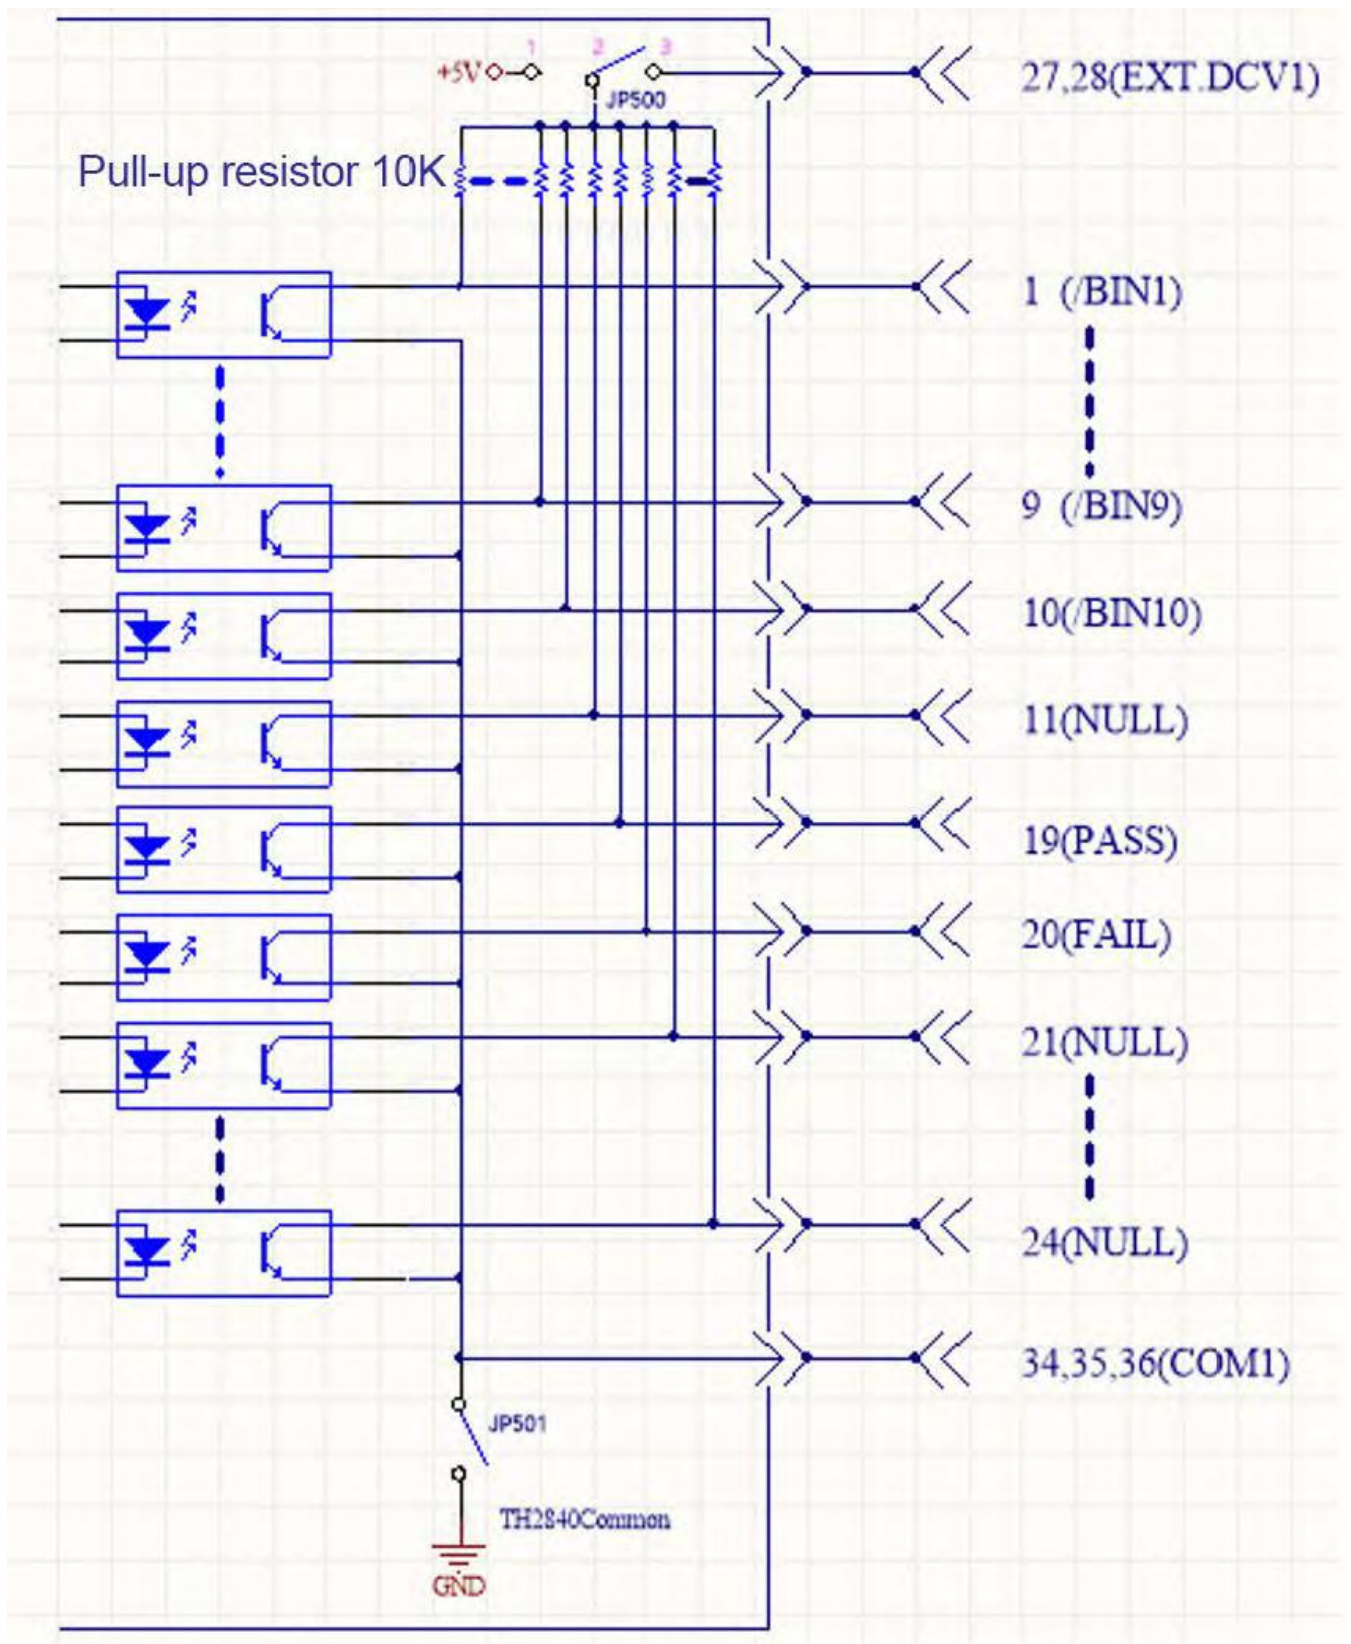 1 2 3
+5V
JP500
27,28(EXT.DCV1)
Pull-up resistor 10K
1 (/BIN1)
9 (/BIN9)
10(/BIN10)
11(NULL)
19(PASS)
20(FAIL)
21(NULL)
24(NULL)
34,35,36(COM1)
JP501
TH2840Common
GND